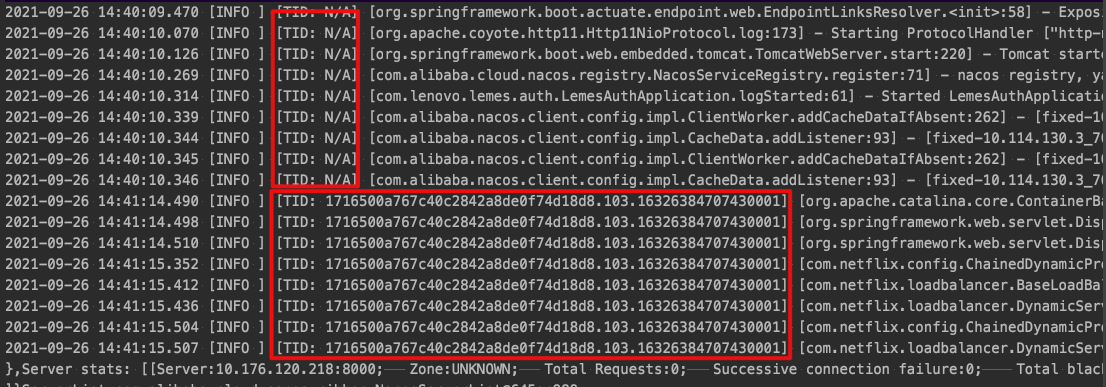 2021-09-26 14:40:09.470 [INFO ] [TID: N/A] [org.springframework.boot.actuate.endpoint.web.EndpointLinksResolver.<init>:58] - Expos
2021-09-26 14:40:10.070 [INFO ] [TID: N/A] [org.apache.coyote.http11.Http11NioProtocol.log:173] - Starting ProtocolHandler ["http-n
2021-09-26 14:40:10.126 [INFO ] [TID: N/A] [org.springframework.boot.web.embedded.tomcat.TomcatWebServer.start:220] - Tomcat starte
2021-09-26 14:40:10.269 [INFO ] [TID: N/A] [com.alibaba.cloud.nacos.registry.NacosServiceRegistry.register:71] - nacos registry, ya
2021-09-26 14:40:10.314 [INFO ] [TID: N/A] [com.lenovo.lemes.auth.LemesAuthApplication.logStarted:61] - Started LemesAuthApplicatio
2021-09-26 14:40:10.339 [INFO ] [TID: N/A] [com.alibaba.nacos.client.config.impl.ClientWorker.addCacheDataIfAbsent:262] - [fixed-10
2021-09-26 14:40:10.344 [INFO ] [TID: N/A] [com.alibaba.nacos.client.config.impl.CacheData.addListener:93] - [fixed-10.114.130.3_70
2021-09-26 14:40:10.345 [INFO ] [TID: N/A] [com.alibaba.nacos.client.config.impl.ClientWorker.addCacheDataIfAbsent:262] - [fixed-10
2021-09-26 14:40:10.346 [INFO ] [TID: N/A] [com.alibaba.nacos.client.config.impl.CacheData.addListener:93] - [fixed-10.114.130.3_70
2021-09-26 14:41:14.490 [INFO ] [TID: 1716500a767c40c2842a8de0f74d18d8.103.16326384707430001] [org.apache.catalina.core.ContainerBa
2021-09-26 14:41:14.498 [INFO ] [TID: 1716500a767c40c2842a8de0f74d18d8.103.16326384707430001] [org.springframework.web.servlet.Disp
2021-09-26 14:41:14.510 [INFO ] [TID: 1716500a767c40c2842a8de0f74d18d8.103.16326384707430001] [org.springframework.web.servlet.Disp
2021-09-26 14:41:15.352 [INFO ] [TID: 1716500a767c40c2842a8de0f74d18d8.103.16326384707430001] [com.netflix.config.ChainedDynamicPro
2021-09-26 14:41:15.412 [INFO ] [TID: 1716500a767c40c2842a8de0f74d18d8.103.16326384707430001] [com.netflix.loadbalancer.BaseLoadBal
2021-09-26 14:41:15.436 [INFO ] [TID: 1716500a767c40c2842a8de0f74d18d8.103.16326384707430001] [com.netflix.loadbalancer.DynamicServ
2021-09-26 14:41:15.504 [INFO ] [TID: 1716500a767c40c2842a8de0f74d18d8.103.16326384707430001] [com.netflix.config.ChainedDynamicPro
2021-09-26 14:41:15.507 [INFO ] [TID: 1716500a767c40c2842a8de0f74d18d8.103.16326384707430001] [com.netflix.loadbalancer.DynamicServ
},Server stats: [[Server:10.176.120.218:8000; Zone:UNKNOWN; Total Requests:0; Successive connection failure:0; Total black